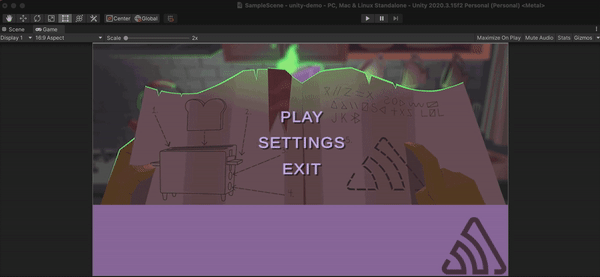 SampleScene - unity-demo - PC, Mac & Linux Standalone - Unity 2020.3.15f2 Personal (Personal) <Metal>
Center Global
Scene Game
Display 1 16:9 Aspect Scale 2x Maximize On Play Mute Audio Stats Gizmos
PLAY
SETTINGS
EXIT